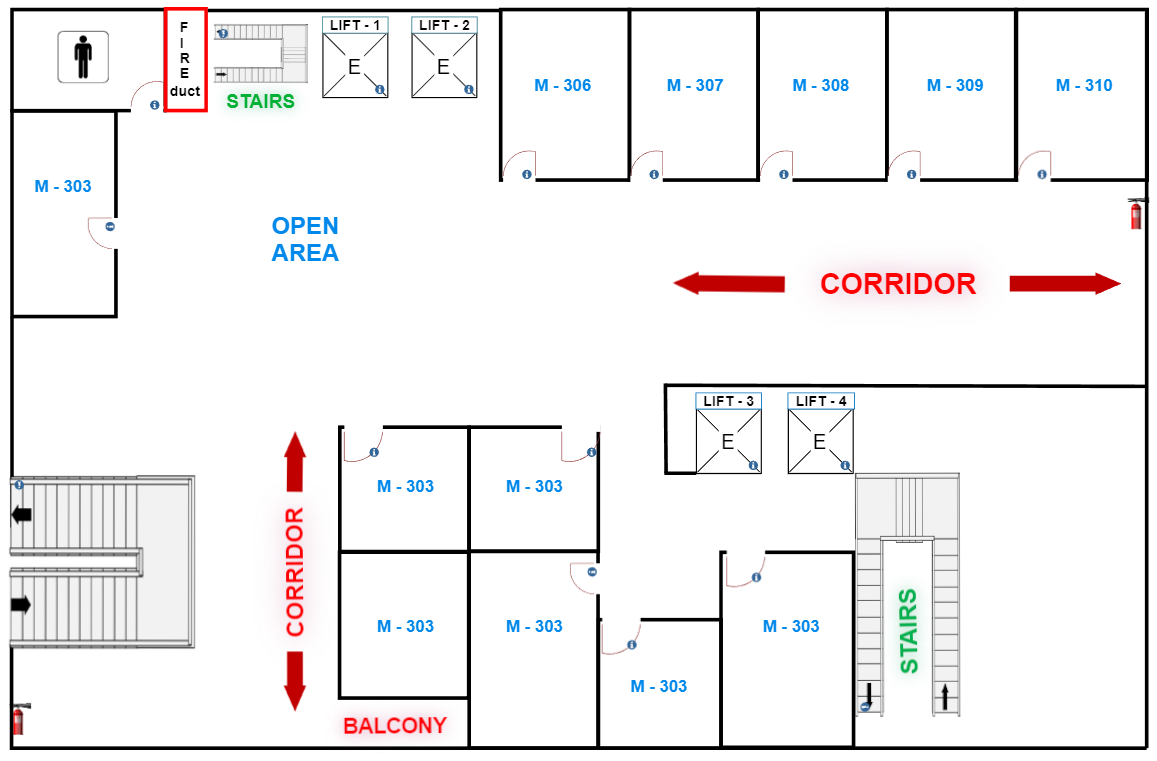 FIRE
duct
STAIRS
LIFT - 1
E
LIFT - 2
E
M - 306
M - 307
M - 308
M - 309
M - 310
M - 303
OPEN
AREA
CORRIDOR
LIFT - 3
E
LIFT - 4
E
M - 303
M - 303
CORRIDOR
M - 303
M - 303
M - 303
M - 303
STAIRS
BALCONY